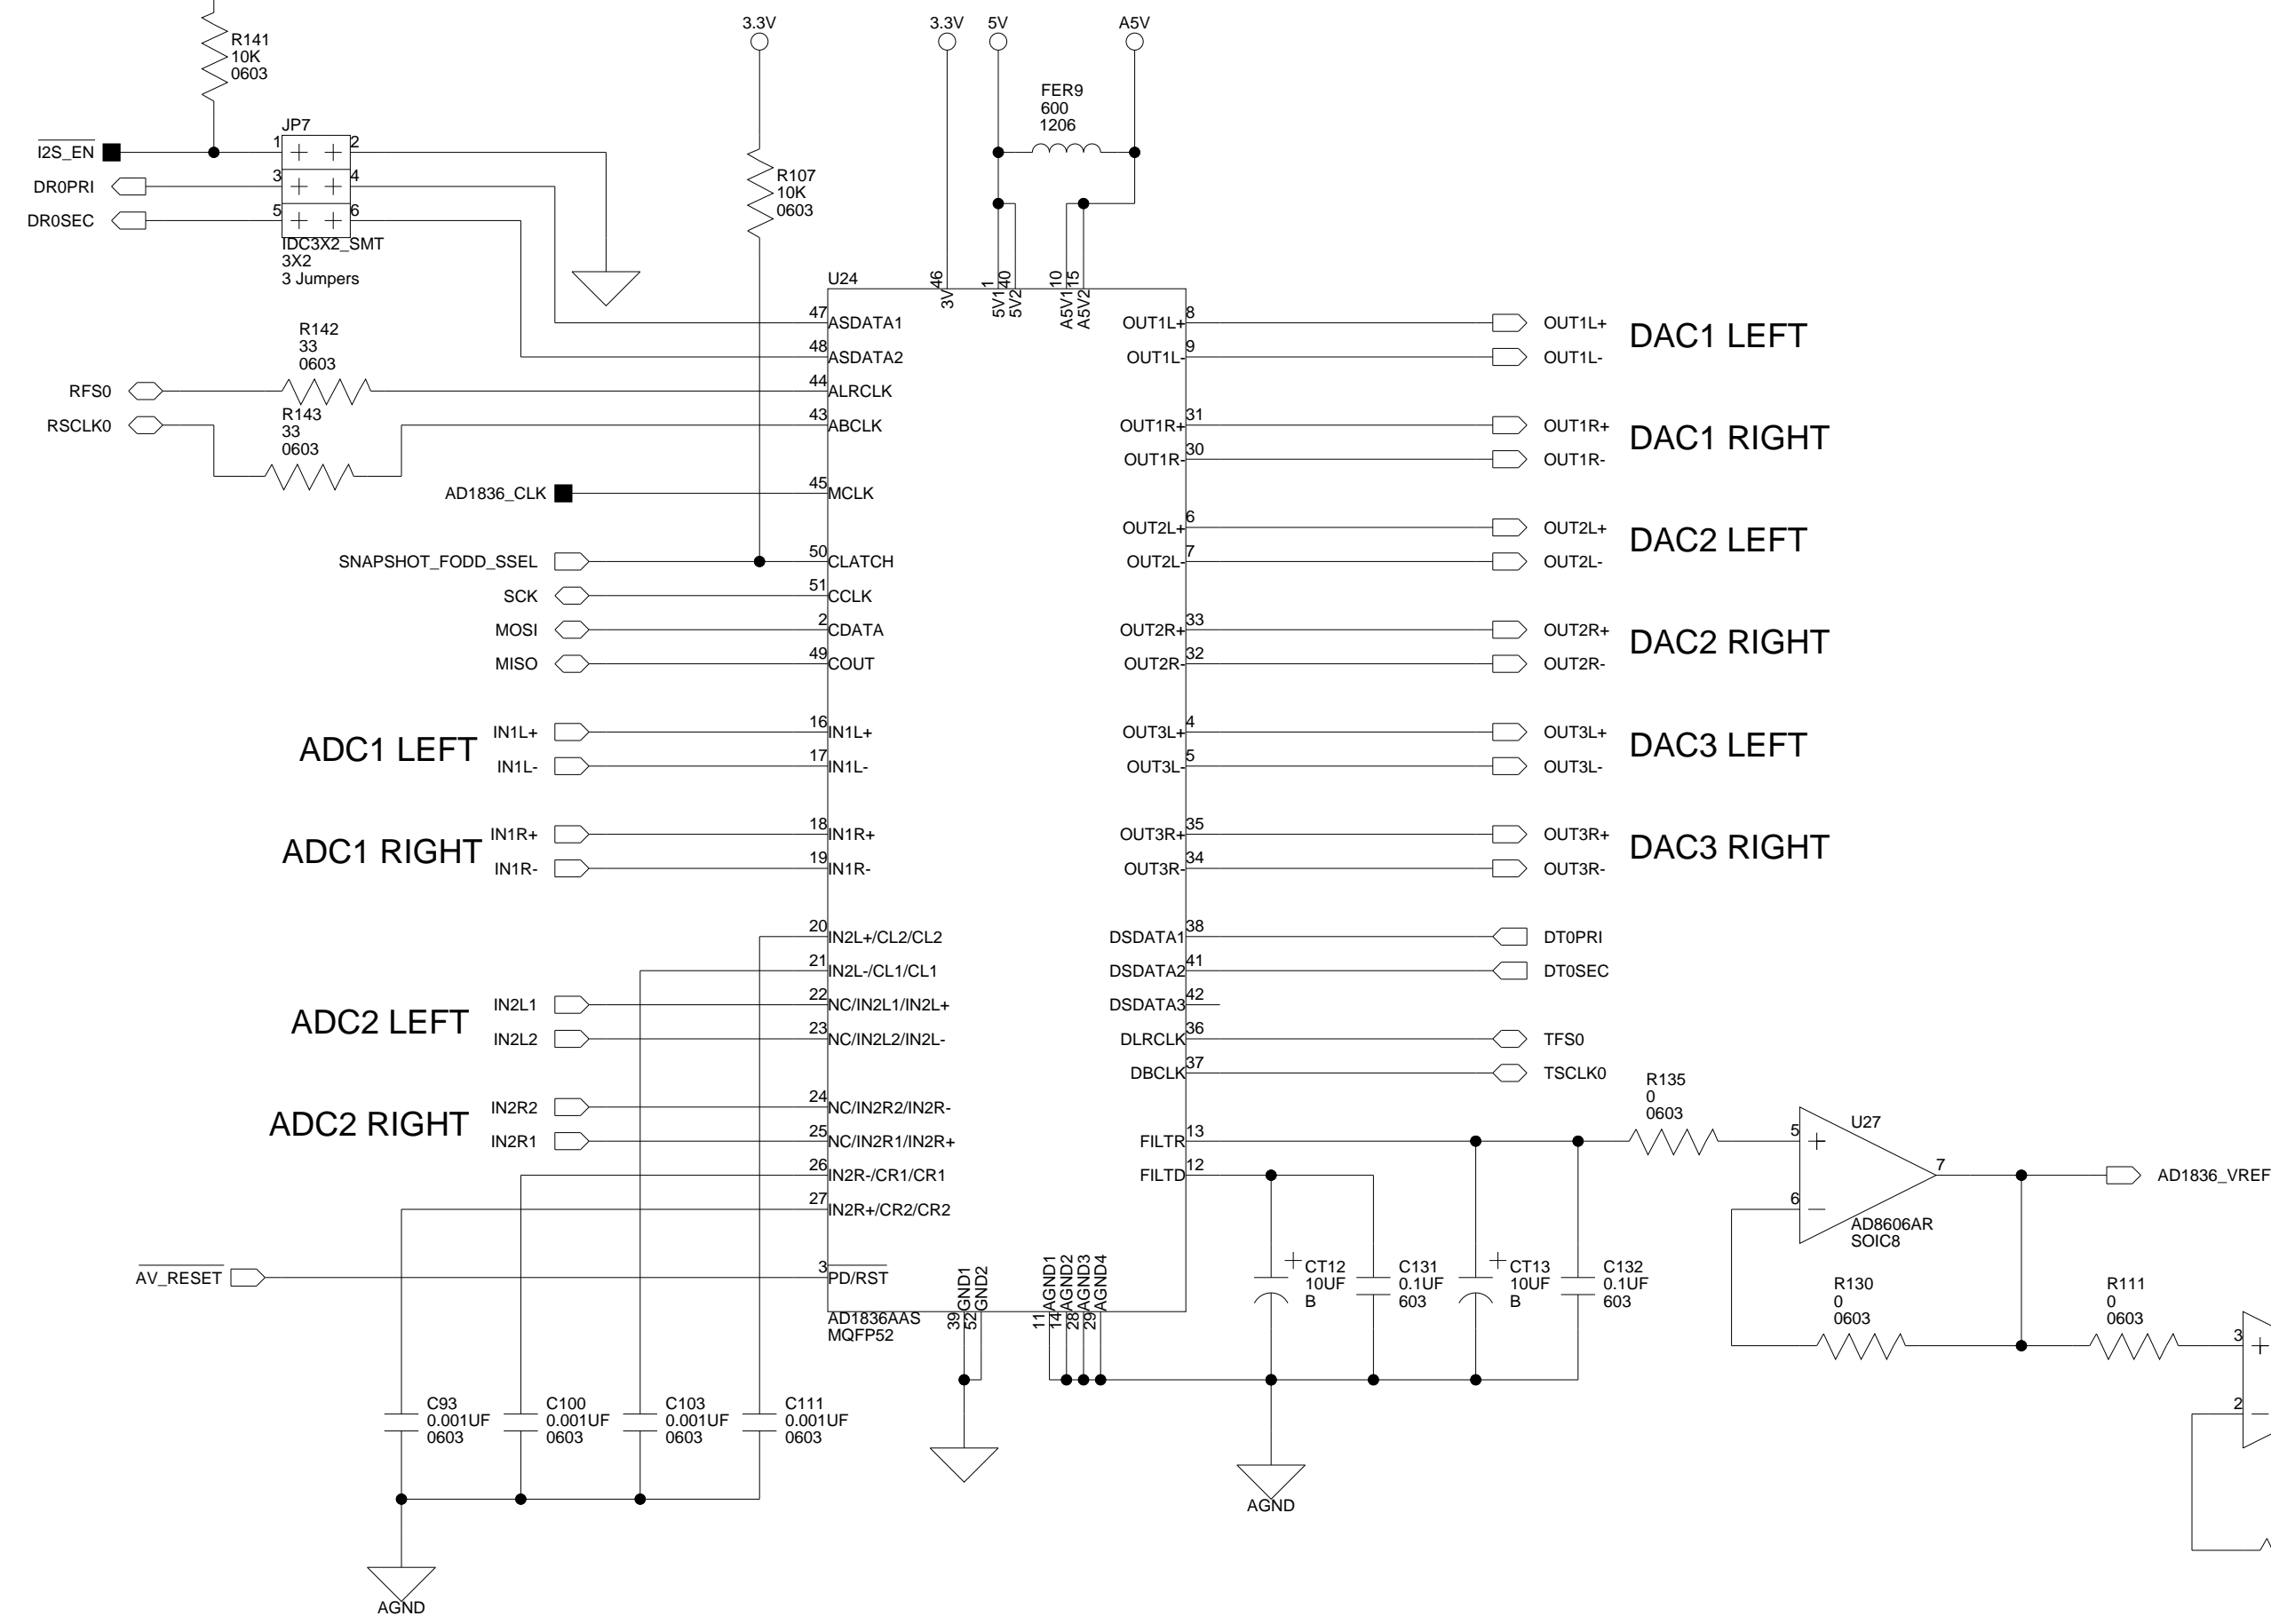 3.3V
3.3V
5V
A5V
R141
10K
0603
FER9
600
1206
JP7
1
2
I2S_EN
3
4
DR0PRI
5
6
DR0SEC
IDC3X2_SMT
3X2
3 Jumpers
R107
10K
0603
U24
46
3V
1
5V1
40
5V2
10
A5V1
15
A5V2
47
ASDATA1
48
ASDATA2
R142
33
0603
RFS0
44
ALRCLK
R143
33
0603
RSCLK0
43
ABCLK
AD1836_CLK
45
MCLK
SNAPSHOT_FODD_SSEL
50
CLATCH
SCK
51
CCLK
MOSI
2
CDATA
MISO
49
COUT
ADC1 LEFT
IN1L+
16
IN1L+
IN1L-
17
IN1L-
ADC1 RIGHT
IN1R+
18
IN1R+
IN1R-
19
IN1R-
20
IN2L+/CL2/CL2
21
IN2L-/CL1/CL1
ADC2 LEFT
IN2L1
22
NC/IN2L1/IN2L+
IN2L2
23
NC/IN2L2/IN2L-
ADC2 RIGHT
IN2R2
24
NC/IN2R2/IN2R-
IN2R1
25
NC/IN2R1/IN2R+
26
IN2R-/CR1/CR1
27
IN2R+/CR2/CR2
AV_RESET
3
PD/RST
AD1836AAS
MQFP52
39
GND1
52
GND2
11
AGND1
14
AGND2
28
AGND3
29
AGND4
OUT1L+
8
OUT1L+
OUT1L-
9
OUT1L-
DAC1 LEFT
OUT1R+
31
OUT1R+
OUT1R-
30
OUT1R-
DAC1 RIGHT
OUT2L+
6
OUT2L+
OUT2L-
7
OUT2L-
DAC2 LEFT
OUT2R+
33
OUT2R+
OUT2R-
32
OUT2R-
DAC2 RIGHT
OUT3L+
4
OUT3L+
OUT3L-
5
OUT3L-
DAC3 LEFT
OUT3R+
35
OUT3R+
OUT3R-
34
OUT3R-
DAC3 RIGHT
DSDATA1
38
DT0PRI
DSDATA2
41
DT0SEC
DSDATA3
42
DLRCLK
36
TFS0
DBCLK
37
TSCLK0
FILTR
13
FILTD
12
R135
0
0603
U27
5
6
7
AD8606AR
SOIC8
AD1836_VREF
CT12
10UF
B
C131
0.1UF
603
CT13
10UF
B
C132
0.1UF
603
R130
0
0603
R111
0
0603
3
2
C93
0.001UF
0603
C100
0.001UF
0603
C103
0.001UF
0603
C111
0.001UF
0603
AGND
AGND